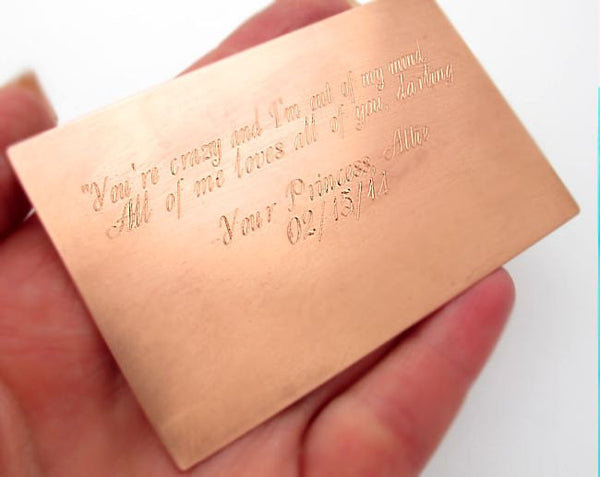 "You're crazy and I'm out of my mind
All of me loves all of you, darling
Your Princess, Allie
02/13/11